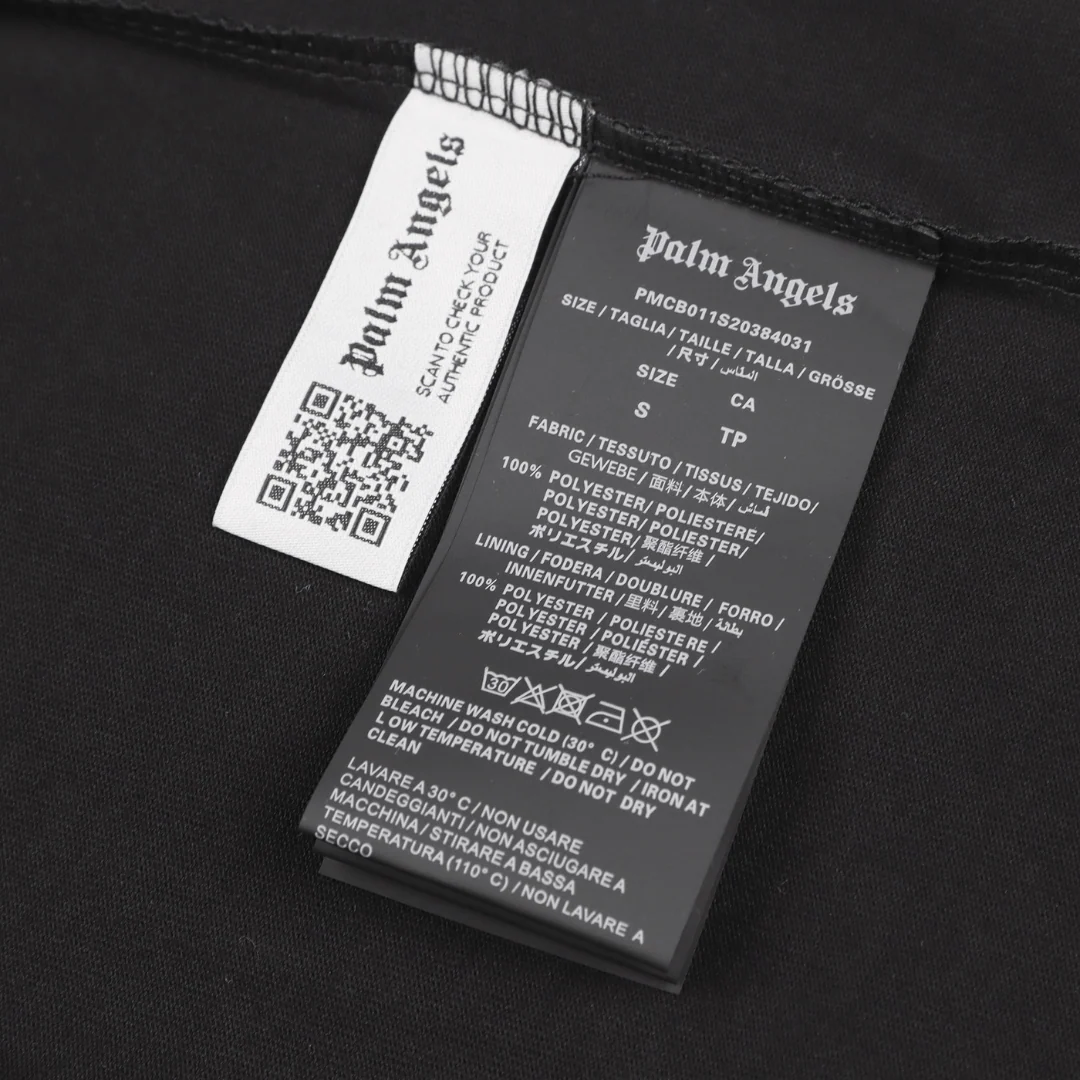 Palm Angels
SCAN TO CHECK YOUR
AUTHENTIC PRODUCT
Palm Angels
PMCB011S20384031
SIZE / TAGLIA / TAILLE / TALLA / GRÖSSE
/ 尺寸 / المقاس
SIZE CA
S TP
FABRIC / TESSUTO / TISSUS / TEJIDO /
GEWEBE / 面料 / 本体 / قماش
100% POLYESTER/ POLIESTERE/
POLYESTER/ POLIESTER/
POLYESTER/ 聚酯纤维 /
ポリエステル/ البوليستر
LINING / FODERA / DOUBLURE / FORRO /
INNENFUTTER / 里料 / 裏地 / بطانة
100% POLYESTER / POLIESTERE /
POLYESTER / POLIÉSTER /
POLYESTER / 聚酯纤维 /
ポリエステル/ البوليستر
30
MACHINE WASH COLD (30° C) / DO NOT
BLEACH / DO NOT TUMBLE DRY / IRON AT
LOW TEMPERATURE / DO NOT DRY
CLEAN
LAVARE A 30° C / NON USARE
CANDEGGIANTI / NON ASCIUGARE A
MACCHINA / STIRARE A BASSA
TEMPERATURA (110° C) / NON LAVARE A
SECCO